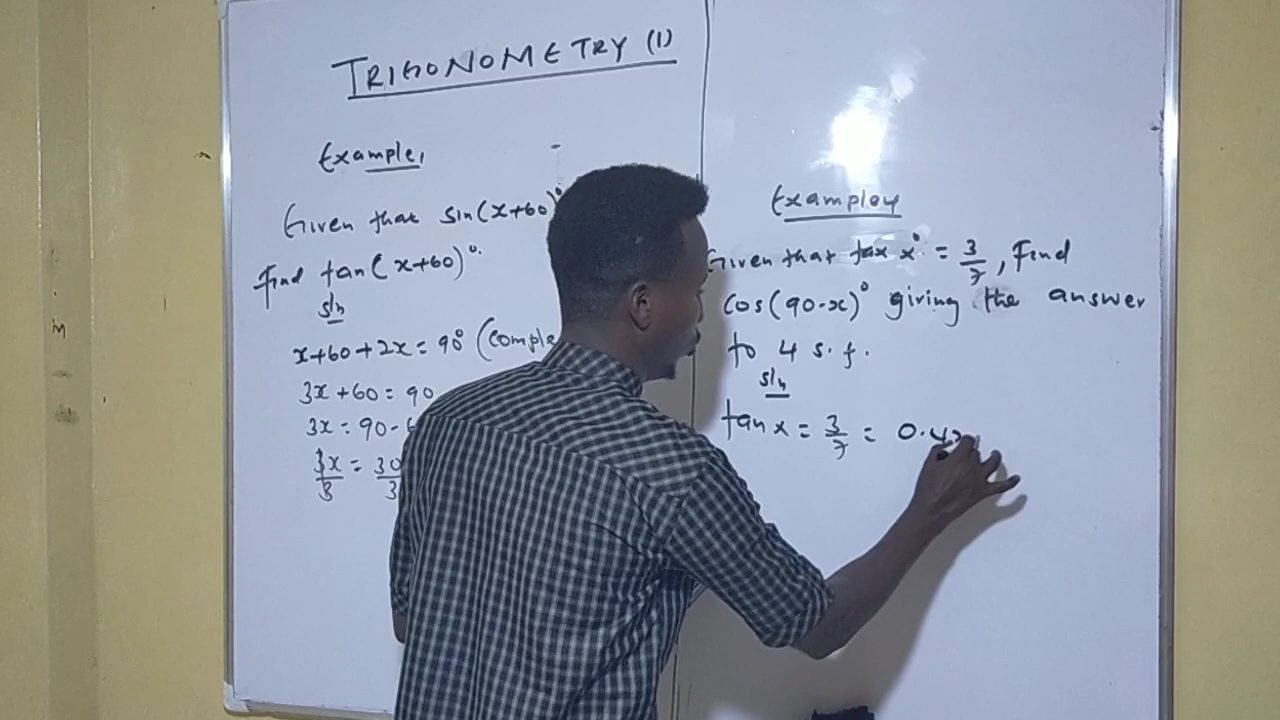 TRIGONOMETRY (1)
Example,
Given that sin(x+60)°
Find tan(x+60)°.
sln
x+60+2x = 90° (comple
3x+60 = 90
3x = 90-
3x/3 = 30/3
Example
Given that tan x° = 3/7, Find
cos(90-x)° giving the answer
to 4 s.f.
sln
tan x = 3/7 = 0.42